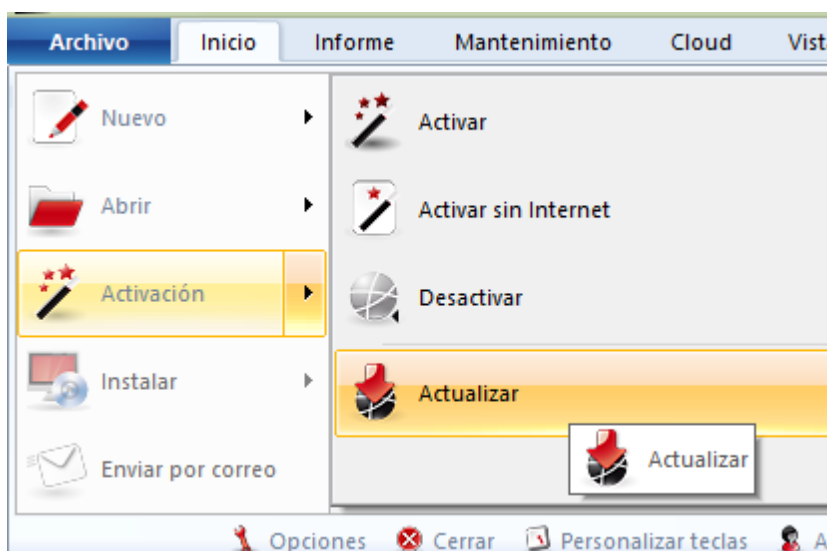 Archivo Inicio Informe Mantenimiento Cloud
Nuevo
Abrir
Activación
Instalar
Enviar por correo
Activar
Activar sin Internet
Desactivar
Actualizar
Actualizar
Opciones Cerrar Personalizar teclas